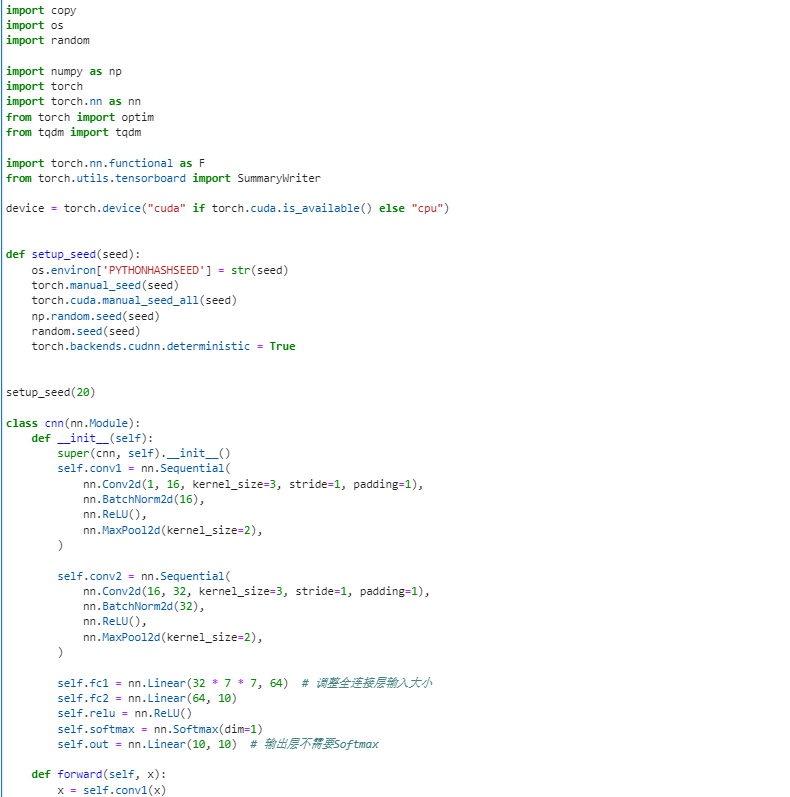 import copy
import os
import random

import numpy as np
import torch
import torch.nn as nn
from torch import optim
from tqdm import tqdm

import torch.nn.functional as F
from torch.utils.tensorboard import SummaryWriter

device = torch.device("cuda" if torch.cuda.is_available() else "cpu")


def setup_seed(seed):
    os.environ['PYTHONHASHSEED'] = str(seed)
    torch.manual_seed(seed)
    torch.cuda.manual_seed_all(seed)
    np.random.seed(seed)
    random.seed(seed)
    torch.backends.cudnn.deterministic = True


setup_seed(20)

class cnn(nn.Module):
    def __init__(self):
        super(cnn, self).__init__()
        self.conv1 = nn.Sequential(
            nn.Conv2d(1, 16, kernel_size=3, stride=1, padding=1),
            nn.BatchNorm2d(16),
            nn.ReLU(),
            nn.MaxPool2d(kernel_size=2),
        )

        self.conv2 = nn.Sequential(
            nn.Conv2d(16, 32, kernel_size=3, stride=1, padding=1),
            nn.BatchNorm2d(32),
            nn.ReLU(),
            nn.MaxPool2d(kernel_size=2),
        )

        self.fc1 = nn.Linear(32 * 7 * 7, 64)  # 调整全连接层输入大小
        self.fc2 = nn.Linear(64, 10)
        self.relu = nn.ReLU()
        self.softmax = nn.Softmax(dim=1)
        self.out = nn.Linear(10, 10)  # 输出层不需要Softmax

    def forward(self, x):
        x = self.conv1(x)